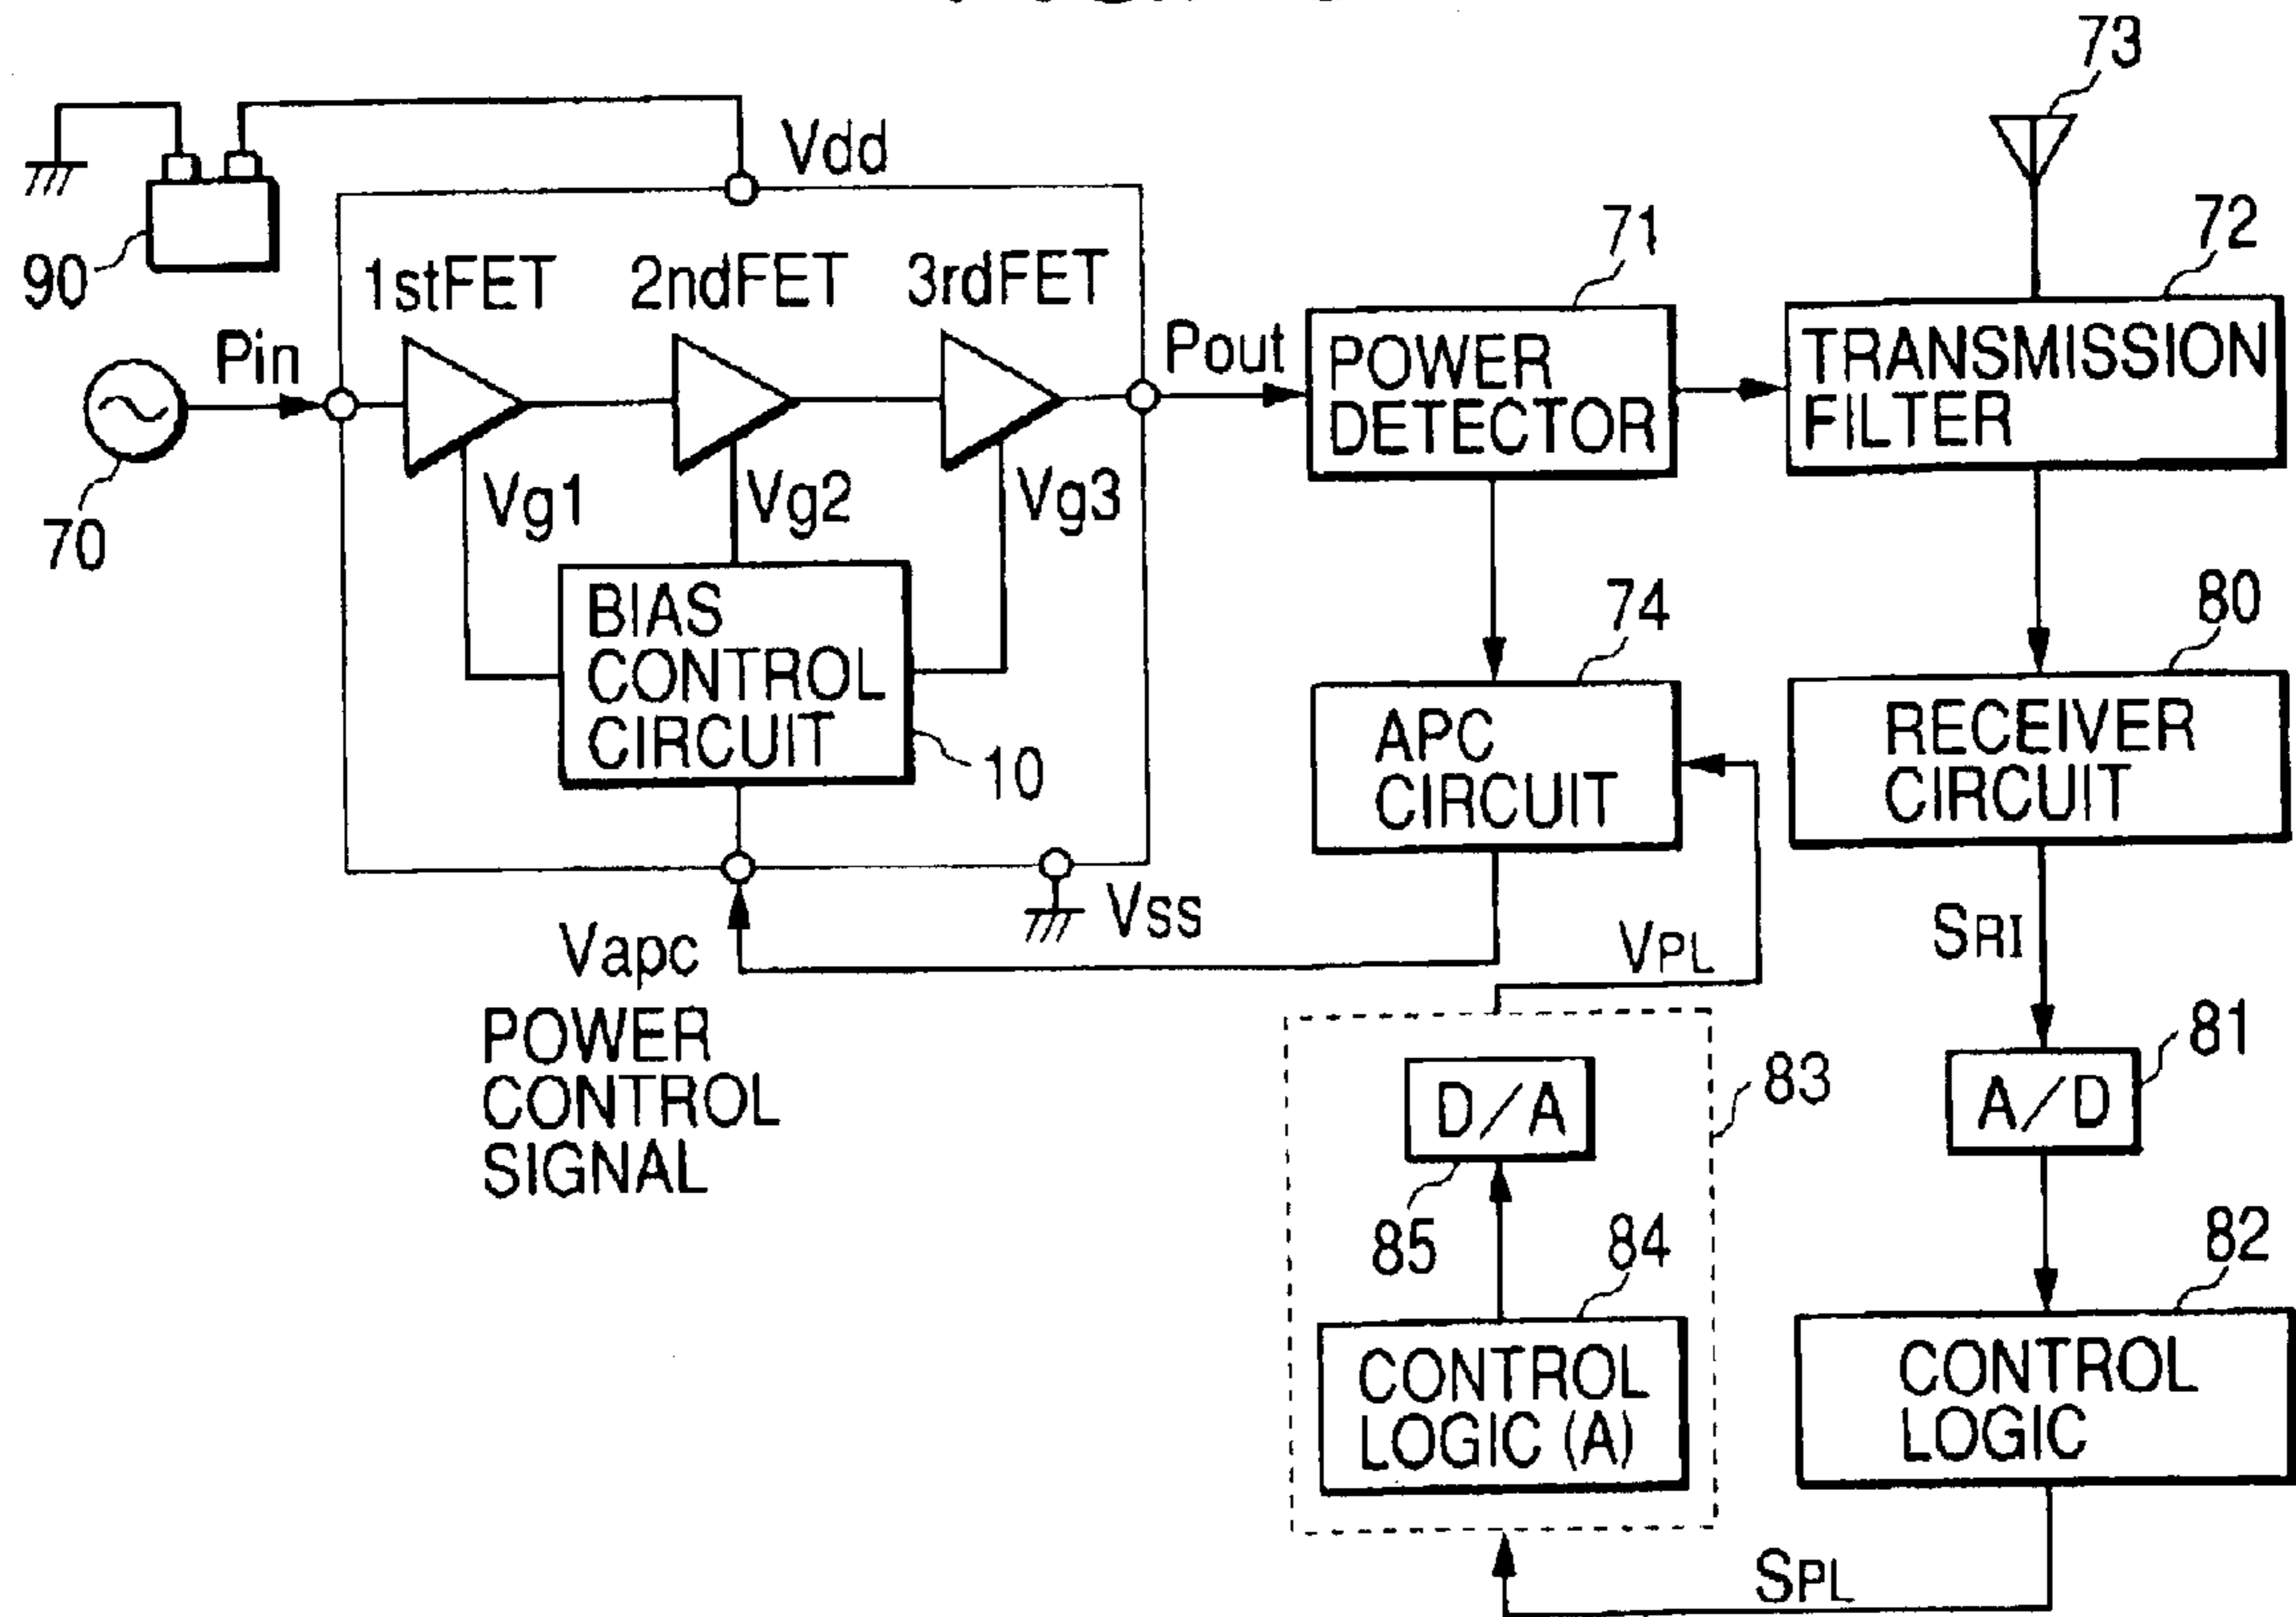 73
Vdd
71
72
90
1stFET
2ndFET
3rdFET
Pin
Pout
POWER
DETECTOR
TRANSMISSION
FILTER
70
Vg1
Vg2
Vg3
BIAS
CONTROL
CIRCUIT
10
74
80
APC
CIRCUIT
RECEIVER
CIRCUIT
Vapc
Vss
VPL
SRI
POWER
CONTROL
SIGNAL
D/A
83
A/D
81
85
84
82
CONTROL
LOGIC (A)
CONTROL
LOGIC
SPL